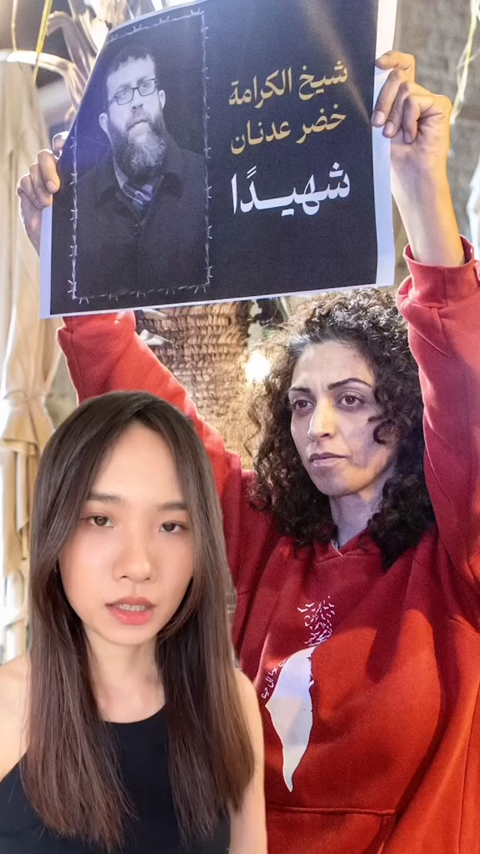 شيخ الكرامة
خضر عدنان
شهيدًا